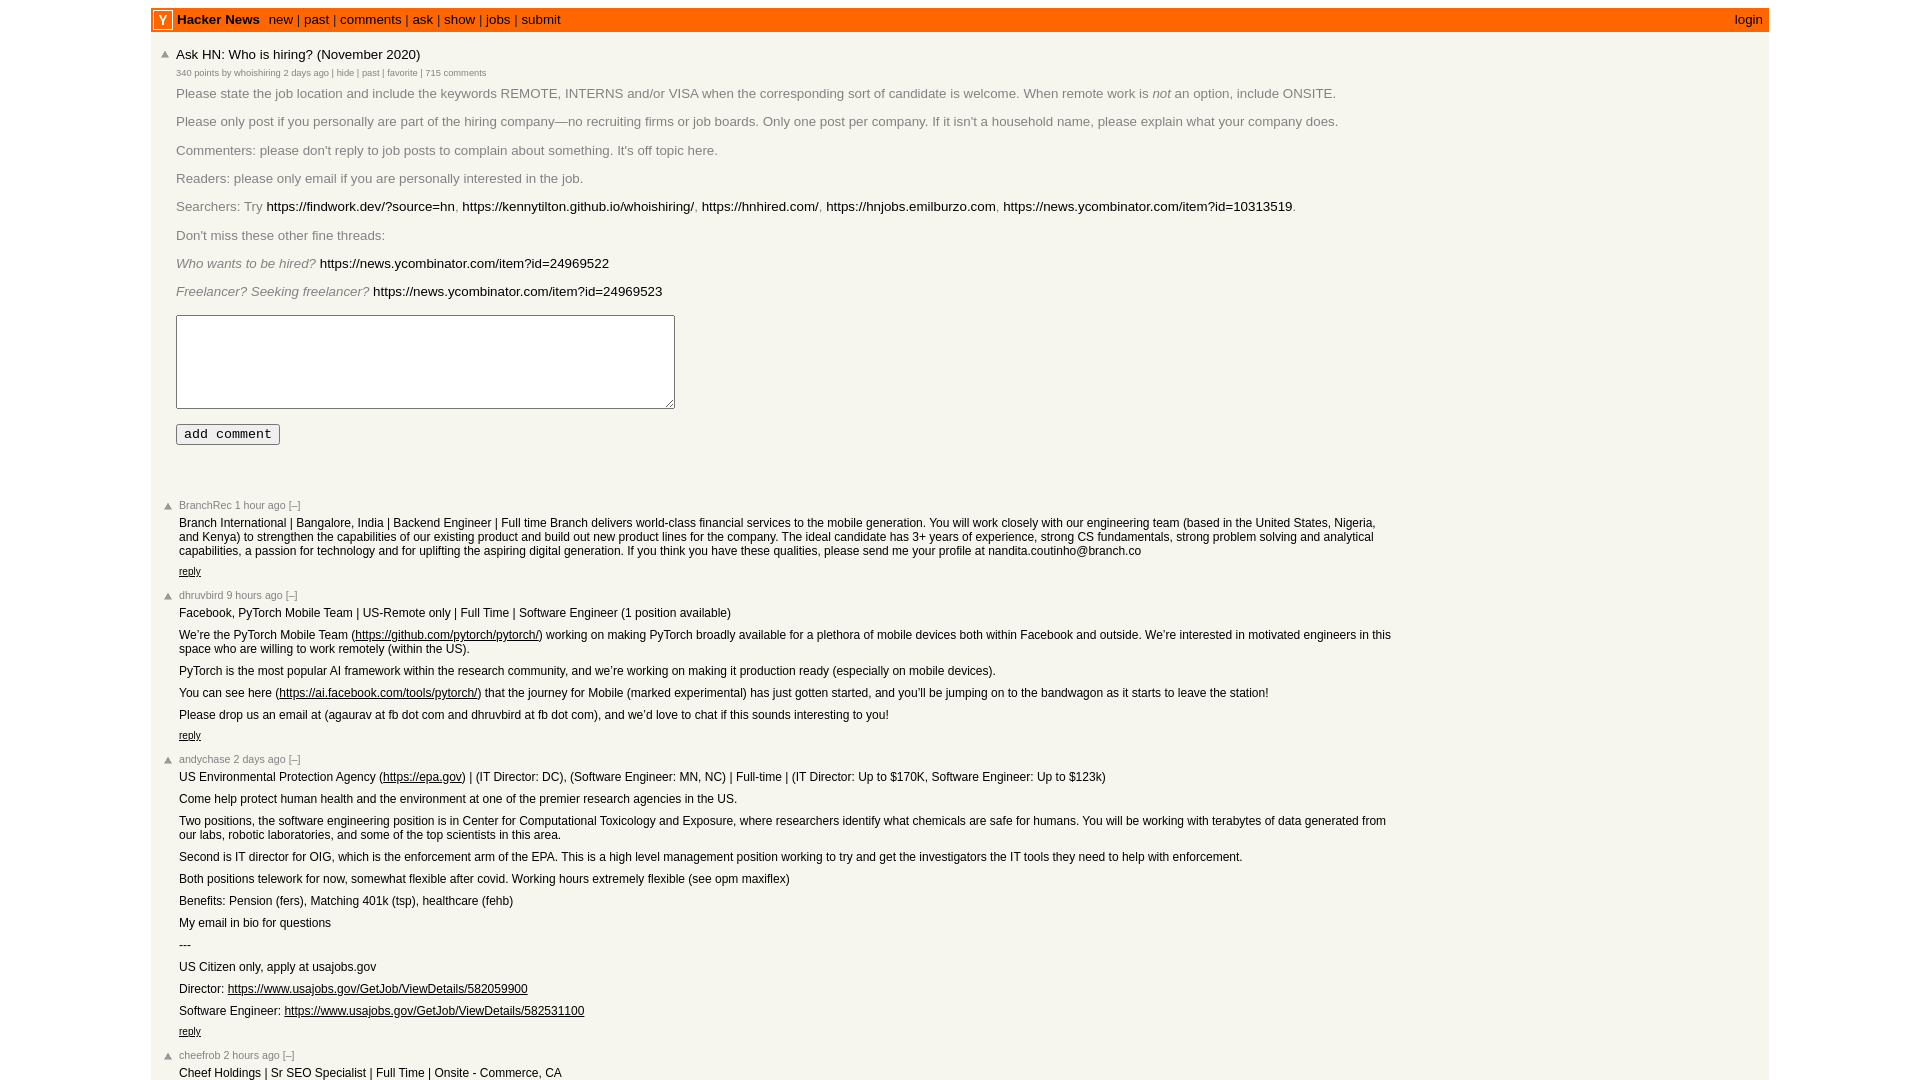 Y Hacker News new | past | comments | ask | show | jobs | submit login
Ask HN: Who is hiring? (November 2020)
340 points by whoishiring 2 days ago | hide | past | favorite | 715 comments
Please state the job location and include the keywords REMOTE, INTERNS and/or VISA when the corresponding sort of candidate is welcome. When remote work is not an option, include ONSITE.
Please only post if you personally are part of the hiring company—no recruiting firms or job boards. Only one post per company. If it isn't a household name, please explain what your company does.
Commenters: please don't reply to job posts to complain about something. It's off topic here.
Readers: please only email if you are personally interested in the job.
Searchers: Try https://findwork.dev/?source=hn, https://kennytilton.github.io/whoishiring/, https://hnhired.com/, https://hnjobs.emilburzo.com, https://news.ycombinator.com/item?id=10313519.
Don't miss these other fine threads:
Who wants to be hired? https://news.ycombinator.com/item?id=24969522
Freelancer? Seeking freelancer? https://news.ycombinator.com/item?id=24969523
add comment
BranchRec 1 hour ago [–]
Branch International | Bangalore, India | Backend Engineer | Full time Branch delivers world-class financial services to the mobile generation. You will work closely with our engineering team (based in the United States, Nigeria,
and Kenya) to strengthen the capabilities of our existing product and build out new product lines for the company. The ideal candidate has 3+ years of experience, strong CS fundamentals, strong problem solving and analytical
capabilities, a passion for technology and for uplifting the aspiring digital generation. If you think you have these qualities, please send me your profile at nandita.coutinho@branch.co
reply
dhruvbird 9 hours ago [–]
Facebook, PyTorch Mobile Team | US-Remote only | Full Time | Software Engineer (1 position available)
We’re the PyTorch Mobile Team (https://github.com/pytorch/pytorch/) working on making PyTorch broadly available for a plethora of mobile devices both within Facebook and outside. We’re interested in motivated engineers in this
space who are willing to work remotely (within the US).
PyTorch is the most popular AI framework within the research community, and we’re working on making it production ready (especially on mobile devices).
You can see here (https://ai.facebook.com/tools/pytorch/) that the journey for Mobile (marked experimental) has just gotten started, and you’ll be jumping on to the bandwagon as it starts to leave the station!
Please drop us an email at (agaurav at fb dot com and dhruvbird at fb dot com), and we’d love to chat if this sounds interesting to you!
reply
andychase 2 days ago [–]
US Environmental Protection Agency (https://epa.gov) | (IT Director: DC), (Software Engineer: MN, NC) | Full-time | (IT Director: Up to $170K, Software Engineer: Up to $123k)
Come help protect human health and the environment at one of the premier research agencies in the US.
Two positions, the software engineering position is in Center for Computational Toxicology and Exposure, where researchers identify what chemicals are safe for humans. You will be working with terabytes of data generated from
our labs, robotic laboratories, and some of the top scientists in this area.
Second is IT director for OIG, which is the enforcement arm of the EPA. This is a high level management position working to try and get the investigators the IT tools they need to help with enforcement.
Both positions telework for now, somewhat flexible after covid. Working hours extremely flexible (see opm maxiflex)
Benefits: Pension (fers), Matching 401k (tsp), healthcare (fehb)
My email in bio for questions
---
US Citizen only, apply at usajobs.gov
Director: https://www.usajobs.gov/GetJob/ViewDetails/582059900
Software Engineer: https://www.usajobs.gov/GetJob/ViewDetails/582531100
reply
cheefrob 2 hours ago [–]
Cheef Holdings | Sr SEO Specialist | Full Time | Onsite - Commerce, CA